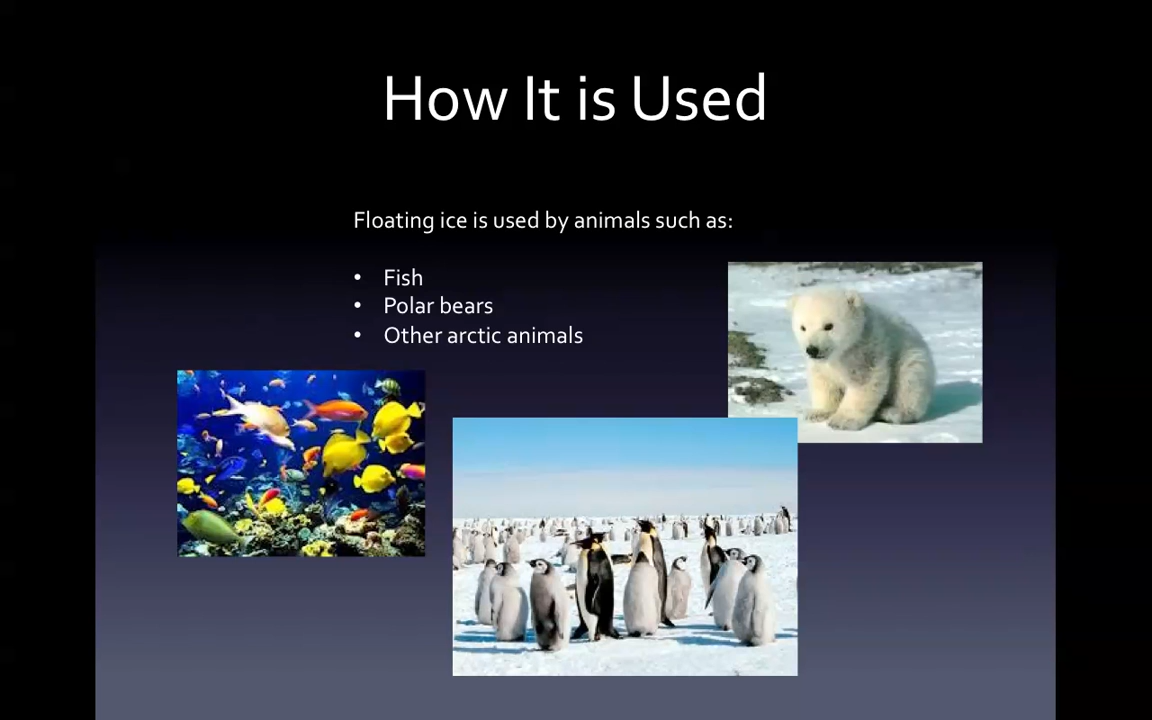 How It is Used
Floating ice is used by animals such as:
• Fish
• Polar bears
• Other arctic animals